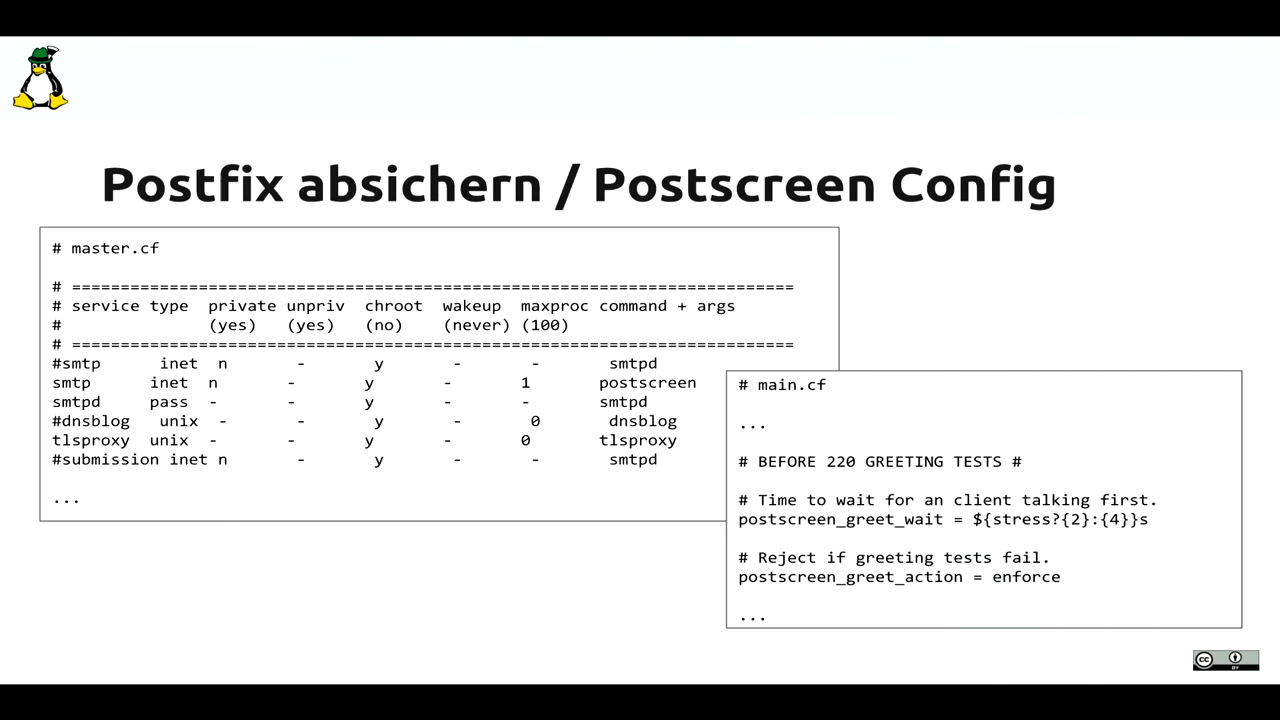 Postfix absichern / Postscreen Config
# master.cf
# ==========================================================================
# service type  private unpriv  chroot  wakeup  maxproc command + args
#               (yes)   (yes)   (no)    (never) (100)
# ==========================================================================
#smtp      inet  n       -       y       -       -       smtpd
smtp      inet  n       -       y       -       1       postscreen
smtpd     pass  -       -       y       -       -       smtpd
#dnsblog   unix  -       -       y       -       0       dnsblog
tlsproxy  unix  -       -       y       -       0       tlsproxy
#submission inet n       -       y       -       -       smtpd
...
# main.cf
...
# BEFORE 220 GREETING TESTS #
# Time to wait for an client talking first.
postscreen_greet_wait = ${stress?{2}:{4}}s
# Reject if greeting tests fail.
postscreen_greet_action = enforce
...
cc
BY